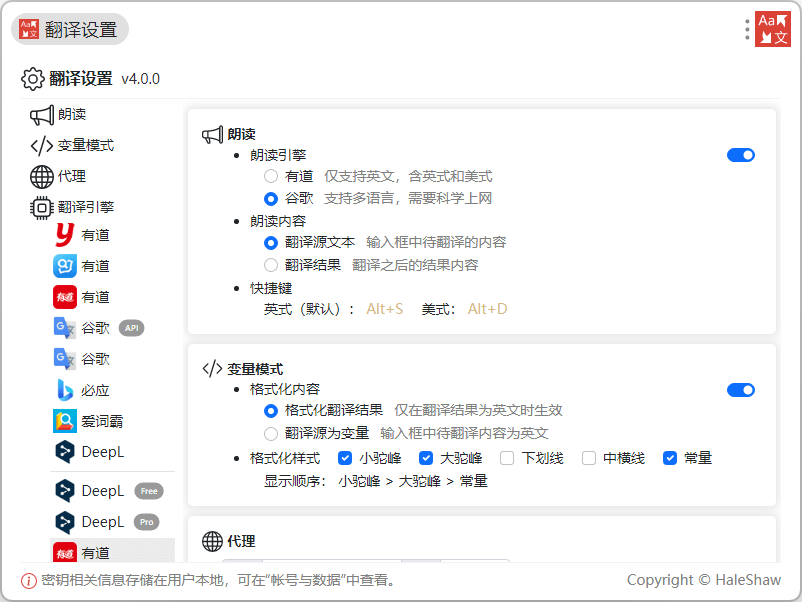 翻译设置
Aa
文
翻译设置 v4.0.0
朗读
变量模式
代理
翻译引擎
有道
有道
有道 有道
谷歌 API
谷歌
必应
爱词霸
DeepL
DeepL Free
DeepL Pro
有道 有道
朗读
朗读引擎
有道 仅支持英文，含英式和美式
谷歌 支持多语言，需要科学上网
朗读内容
翻译源文本 输入框中待翻译的内容
翻译结果 翻译之后的结果内容
快捷键
英式（默认）： Alt+S 美式： Alt+D
变量模式
格式化内容
格式化翻译结果 仅在翻译结果为英文时生效
翻译源为变量 输入框中待翻译内容为英文
格式化样式 小驼峰 大驼峰 下划线 中横线 常量
显示顺序： 小驼峰 > 大驼峰 > 常量
代理
密钥相关信息存储在用户本地，可在“帐号与数据”中查看。
Copyright © HaleShaw